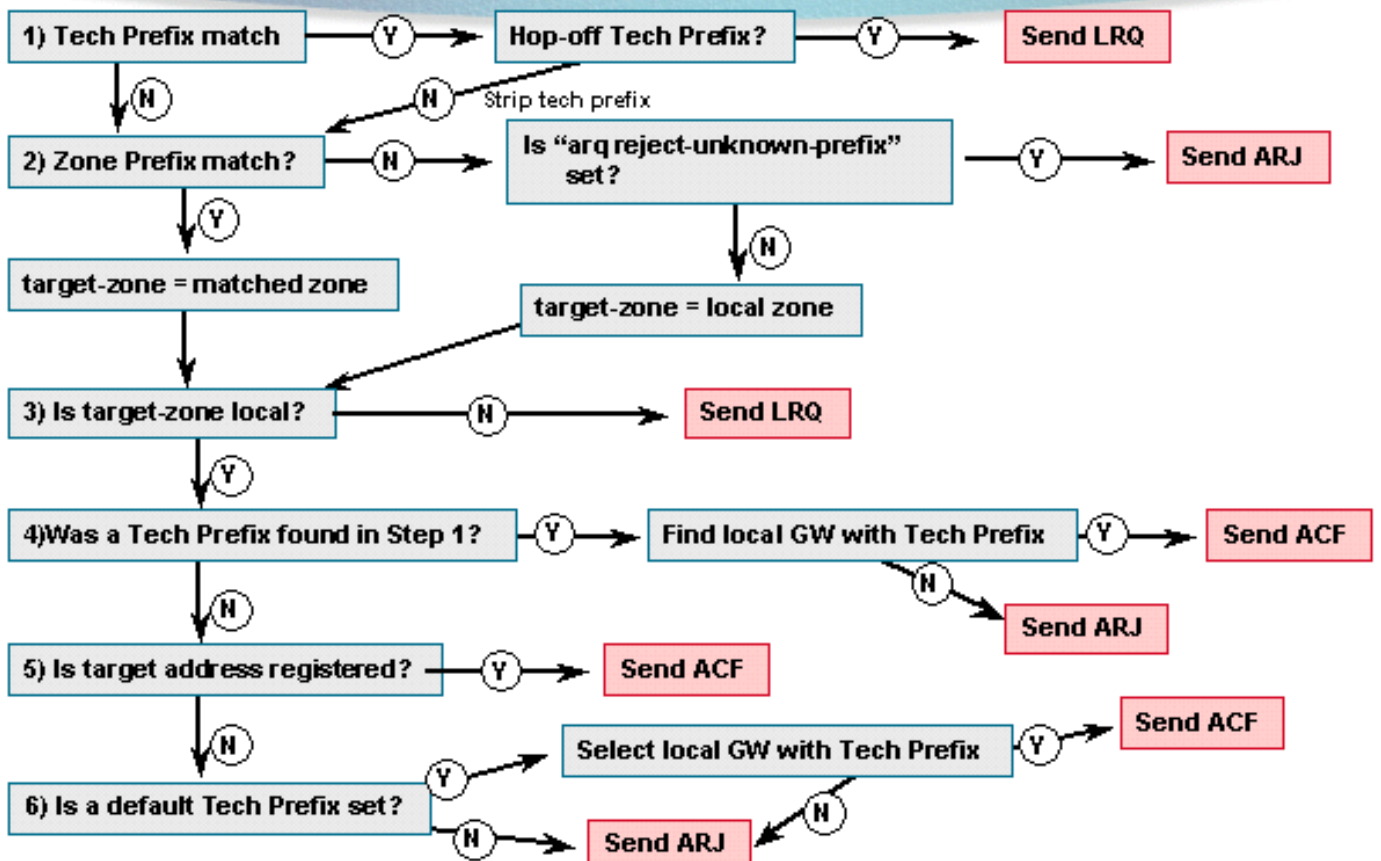 1) Tech Prefix match
Y
Hop-off Tech Prefix?
Y
Send LRQ
N
N
Strip tech prefix
2) Zone Prefix match?
N
Is “arq reject-unknown-prefix”
set?
Y
Send ARJ
Y
N
target-zone = matched zone
target-zone = local zone
3) Is target-zone local?
N
Send LRQ
Y
4)Was a Tech Prefix found in Step 1?
Y
Find local GW with Tech Prefix
Y
Send ACF
N
N
Send ARJ
5) Is target address registered?
Y
Send ACF
N
Send ACF
Select local GW with Tech Prefix
Y
Y
6) Is a default Tech Prefix set?
N
N
Send ARJ